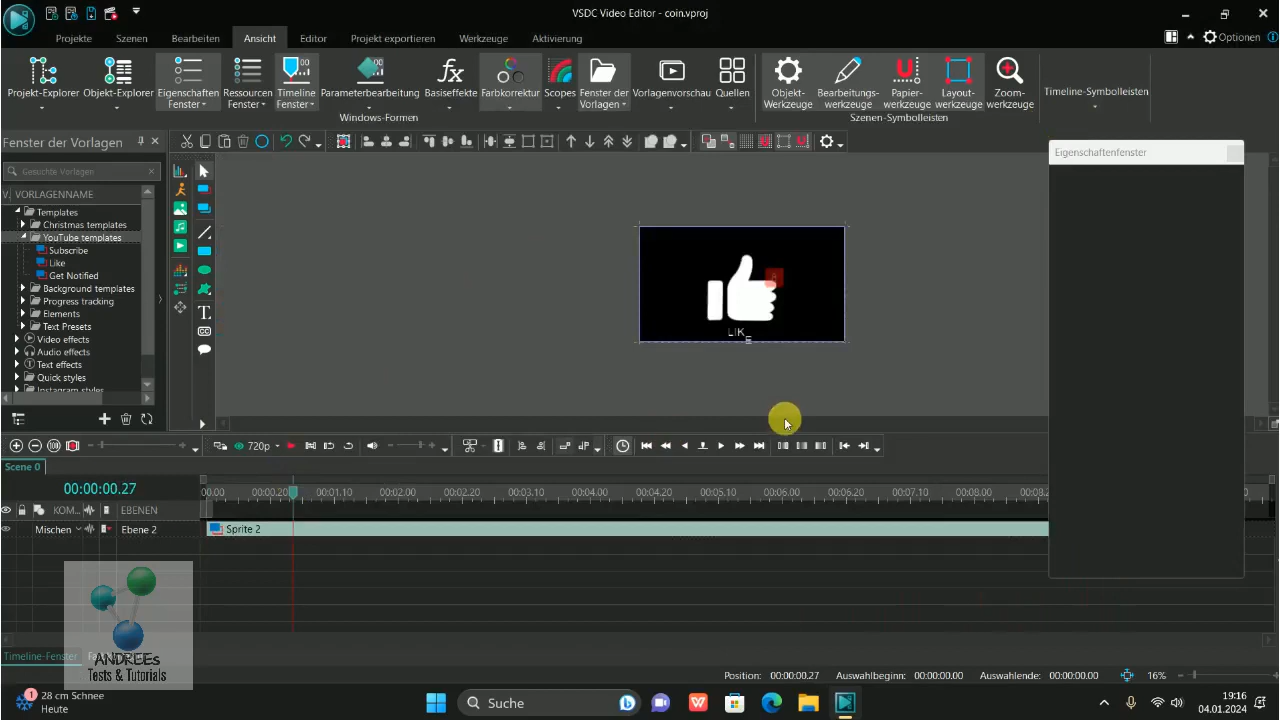 VSDC Video Editor - coin.vproj
Projekte
Szenen
Bearbeiten
Ansicht
Editor
Projekt exportieren
Werkzeuge
Aktivierung
Optionen
Projekt-Explorer
Objekt-Explorer
Eigenschaften Fenster
Ressourcen Fenster
Timeline Fenster
Parameterbearbeitung
Basiseffekte
Farbkorrektur
Scopes
Fenster der Vorlagen
Vorlagenvorschau
Quellen
Objekt-Werkzeuge
Bearbeitungs-werkzeuge
Papier-werkzeuge
Layout-werkzeuge
Zoom-werkzeuge
Timeline-Symbolleisten
Windows-Formen
Szenen-Symbolleisten
Fenster der Vorlagen
Gesuchte Vorlagen
V.
VORLAGENNAME
Templates
Christmas templates
YouTube templates
Subscribe
Like
Get Notified
Background templates
Progress tracking
Elements
Text Presets
Video effects
Audio effects
Text effects
Quick styles
Instagram styles
LIK
Eigenschaftenfenster
720p
Scene 0
00:00:00.27
00.00
00:00.20
00:01.10
00:02.00
00:02.20
00:03.10
00:04.00
00:04.20
00:05.10
00:06.00
00:06.20
00:07.10
00:08.00
00:08.2
KOM...
EBENEN
Mischen
Ebene 2
Sprite 2
Timeline-Fenster
ANDREEs
Tests & Tutorials
Position: 00:00:00.27
Auswahlbeginn: 00:00:00.00
Auswahlende: 00:00:00.00
16%
1
28 cm Schnee
Heute
Suche
19:16
04.01.2024